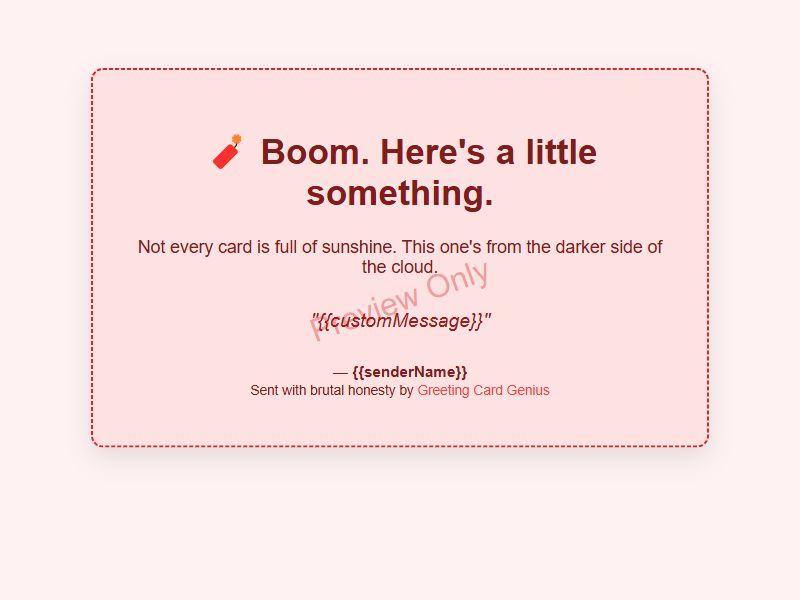 🧨 Boom. Here's a little
something.
Not every card is full of sunshine. This one's from the darker side of
the cloud.
Preview Only
"{{customMessage}}"
— {{senderName}}
Sent with brutal honesty by Greeting Card Genius